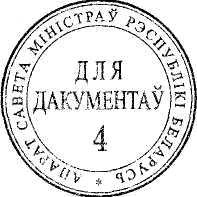 АПАРАТ САВЕТА МІНІСТРАЎ РЭСПУБЛІКІ БЕЛАРУСЬ *
ДЛЯ
ДАКУМЕНТАЎ
4